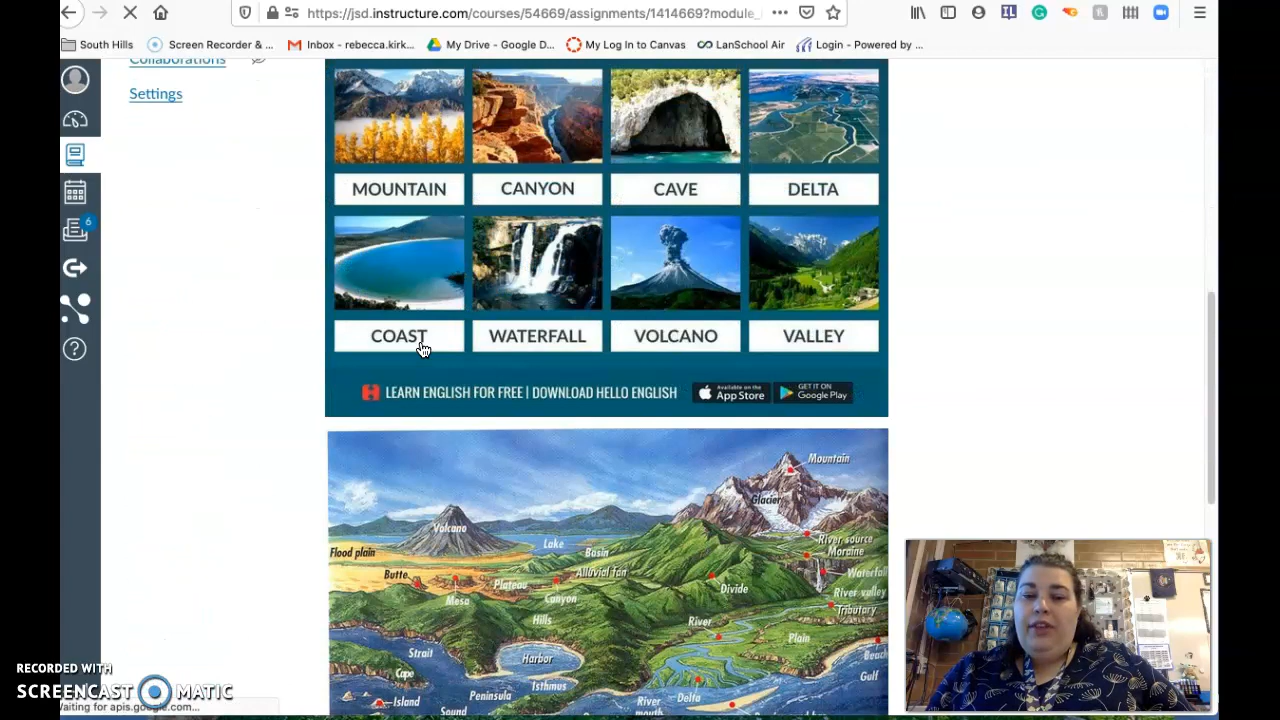 https://jsd.instructure.com/courses/54669/assignments/1414669?module_
South Hills
Screen Recorder & ...
Inbox - rebecca.kirk...
My Drive - Google D...
My Log In to Canvas
LanSchool Air
Login - Powered by ...
Collaborations
Settings
6
MOUNTAIN
CANYON
CAVE
DELTA
COAST
WATERFALL
VOLCANO
VALLEY
LEARN ENGLISH FOR FREE | DOWNLOAD HELLO ENGLISH
Available on the
App Store
GET IT ON
Google Play
Mountain
Glacier
Volcano
Lake
Flood plain
Basin
River source
Moraine
Butte
Alluvial fan
Waterfall
Mesa
Plateau
Canyon
Divide
River valley
Tributary
Hills
River
Plain
Strait
Harbor
Beach
Cape
Isthmus
Gulf
Peninsula
Delta
Island
River
mouth
Sound
RECORDED WITH
SCREENCAST MATIC
Waiting for apis.google.com...